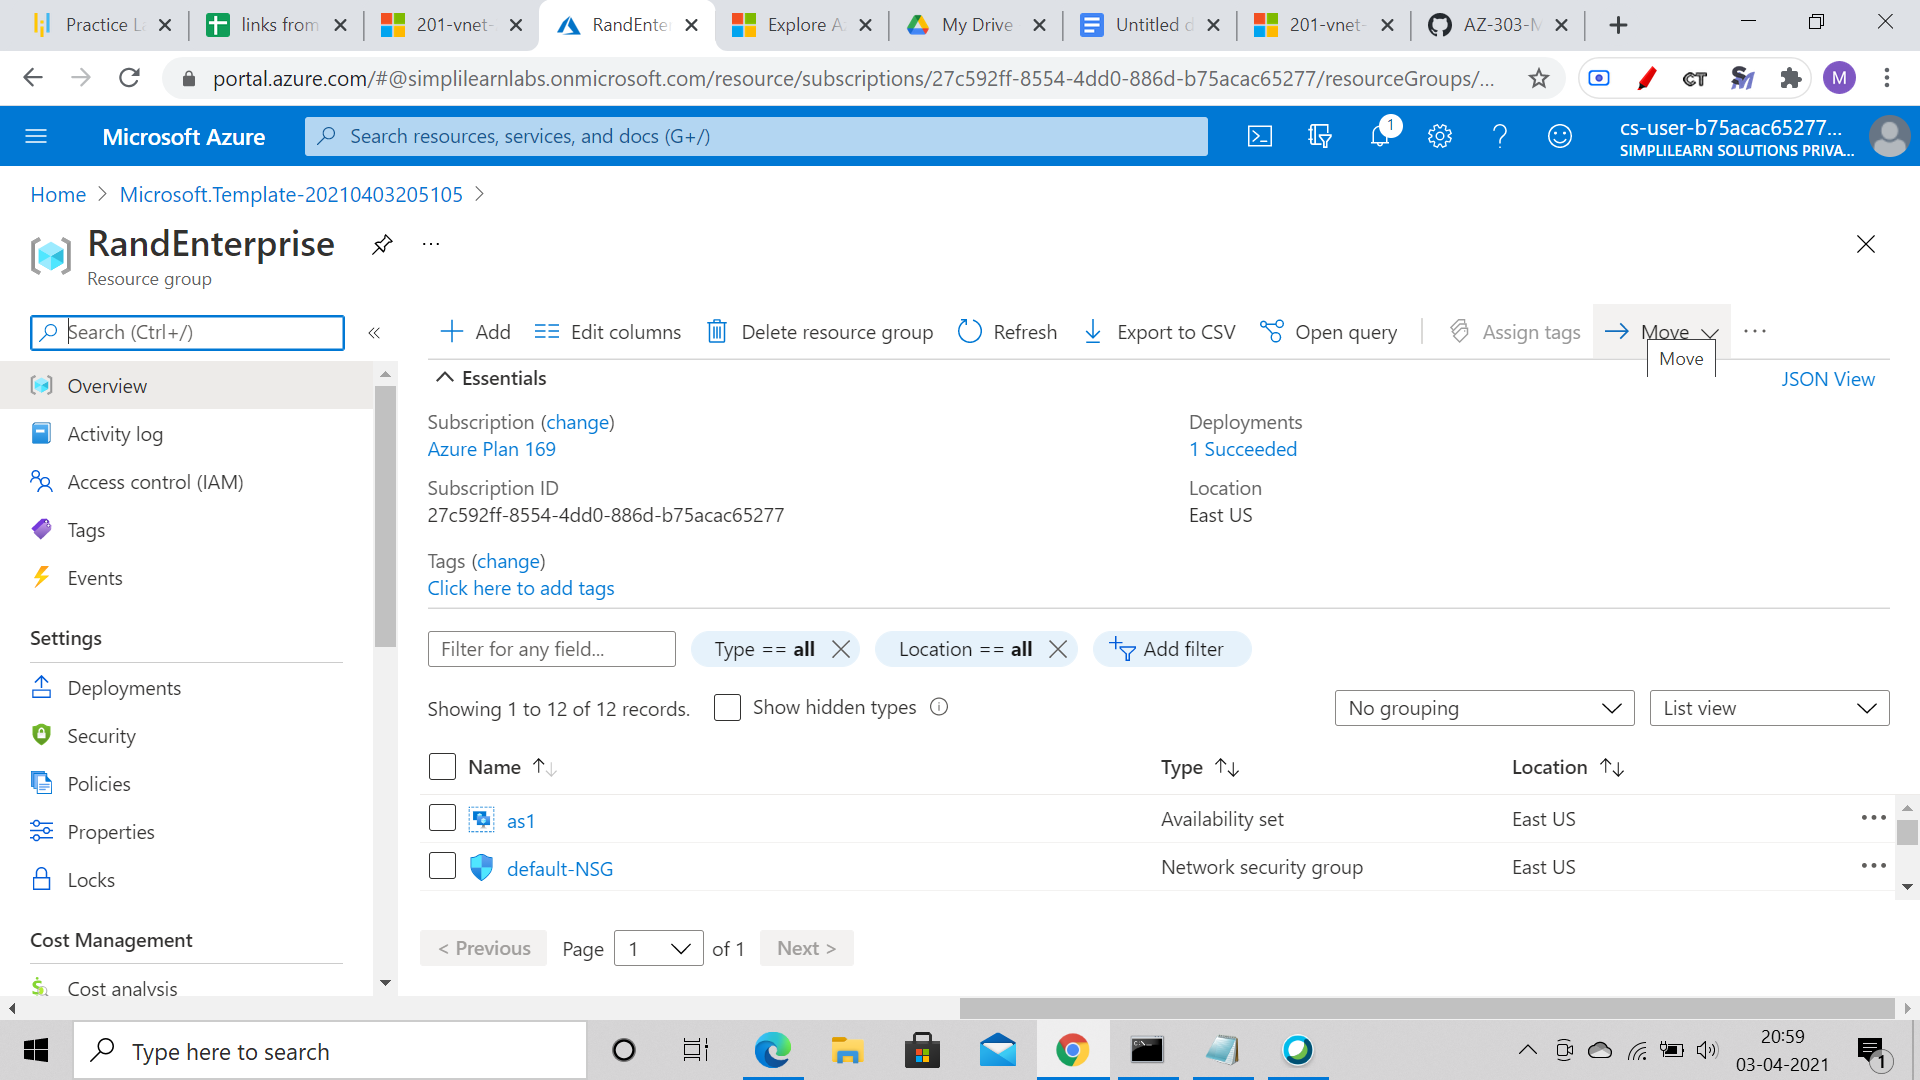 Practice L
links from
201-vnet-
RandEnter
Explore A
My Drive
Untitled d
201-vnet-
AZ-303-M
portal.azure.com/#@simplilearnlabs.onmicrosoft.com/resource/subscriptions/27c592ff-8554-4dd0-886d-b75acac65277/resourceGroups/...
CT
M
Microsoft Azure
Search resources, services, and docs (G+/)
1
cs-user-b75acac65277...
SIMPLILEARN SOLUTIONS PRIVA...
Home > Microsoft.Template-20210403205105 >
RandEnterprise
Resource group
Search (Ctrl+/)
«
Add
Edit columns
Delete resource group
Refresh
Export to CSV
Open query
Assign tags
Move
Move
Overview
Activity log
Access control (IAM)
Tags
Events
Settings
Deployments
Security
Policies
Properties
Locks
Cost Management
Cost analysis
Essentials
JSON View
Subscription (change)
Azure Plan 169
Deployments
1 Succeeded
Subscription ID
27c592ff-8554-4dd0-886d-b75acac65277
Location
East US
Tags (change)
Click here to add tags
Filter for any field...
Type == all
Location == all
Add filter
Showing 1 to 12 of 12 records.
Show hidden types
No grouping
List view
Name
Type
Location
as1
Availability set
East US
default-NSG
Network security group
East US
< Previous
Page
1
of 1
Next >
Type here to search
20:59
03-04-2021
1